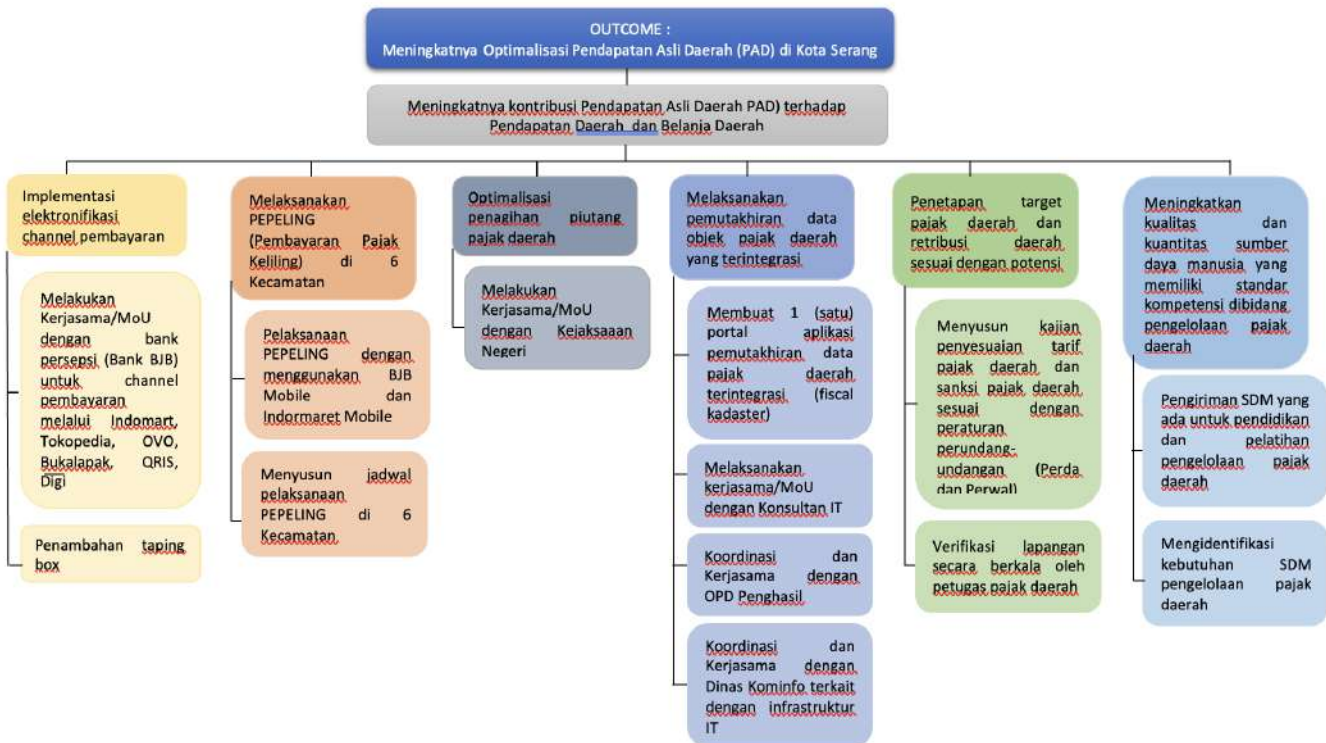 OUTCOME :
Meningkatnya Optimalisasi Pendapatan Asli Daerah (PAD) di Kota Serang
Meningkatnya kontribusi Pendapatan Asli Daerah PAD) terhadap
Pendapatan Daerah dan Belanja Daerah
Implementasi
elektronifikasi
channel pembayaran
Melakukan
Kerjasama/MoU
dengan bank
persepsi (Bank BJB)
untuk channel
pembayaran
melalui Indomart,
Tokopedia, OVO,
Bukalapak, QRIS,
Digi
Penambahan taping
box
Melaksanakan
PEPELING
(Pembayaran Pajak
Keliling) di 6
Kecamatan
Pelaksanaan
PEPELING dengan
menggunakan BJB
Mobile dan
Indormaret Mobile
Menyusun jadwal
pelaksanaan
PEPELING di 6
Kecamatan
Optimalisasi
penagihan piutang
pajak daerah
Melakukan
Kerjasama/MoU
dengan Kejaksaaan
Negeri
Melaksanakan
pemutakhiran data
objek pajak daerah
yang terintegrasi
Membuat 1 (satu)
portal aplikasi
pemutakhiran data
pajak daerah
terintegrasi (fiscal
kadaster)
Melaksanakan
kerjasama/MoU
dengan Konsultan IT
Koordinasi dan
Kerjasama dengan
OPD Penghasil
Koordinasi dan
Kerjasama dengan
Dinas Kominfo terkait
dengan infrastruktur
IT
Penetapan target
pajak daerah dan
retribusi daerah
sesuai dengan potensi
Menyusun kajian
penyesuaian tarif
pajak daerah dan
sanksi pajak daerah
sesuai dengan
peraturan
perundang-
undangan (Perda
dan Perwal)
Verifikasi lapangan
secara berkala oleh
petugas pajak daerah
Meningkatkan
kualitas dan
kuantitas sumber
daya manusia yang
memiliki standar
kompetensi dibidang
pengelolaan pajak
daerah
Pengiriman SDM yang
ada untuk pendidikan
dan pelatihan
pengelolaan pajak
daerah
Mengidentifikasi
kebutuhan SDM
pengelolaan pajak
daerah